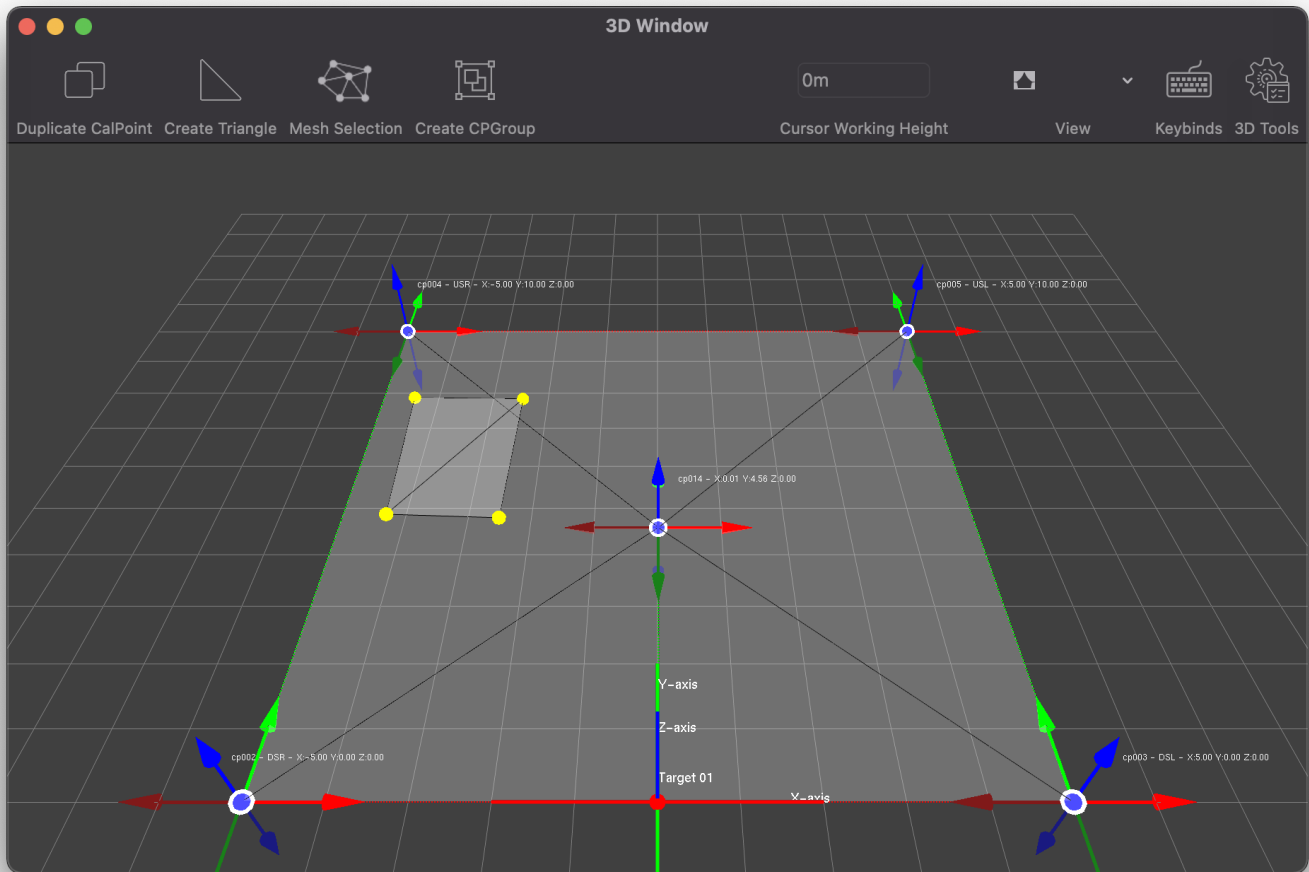 3D Window
0m
Duplicate CalPoint Create Triangle Mesh Selection Create CPGroup Cursor Working Height View Keybinds 3D Tools
cp004 - USR - X:-5.00 Y:10.00 Z:0.00
cp005 - USL - X:5.00 Y:10.00 Z:0.00
cp014 - X:0.01 Y:4.56 Z:0.00
Y-axis
Z-axis
cp002 - DSR - X:-5.00 Y:0.00 Z:0.00
cp003 - DSL - X:5.00 Y:0.00 Z:0.00
Target 01
X-axis